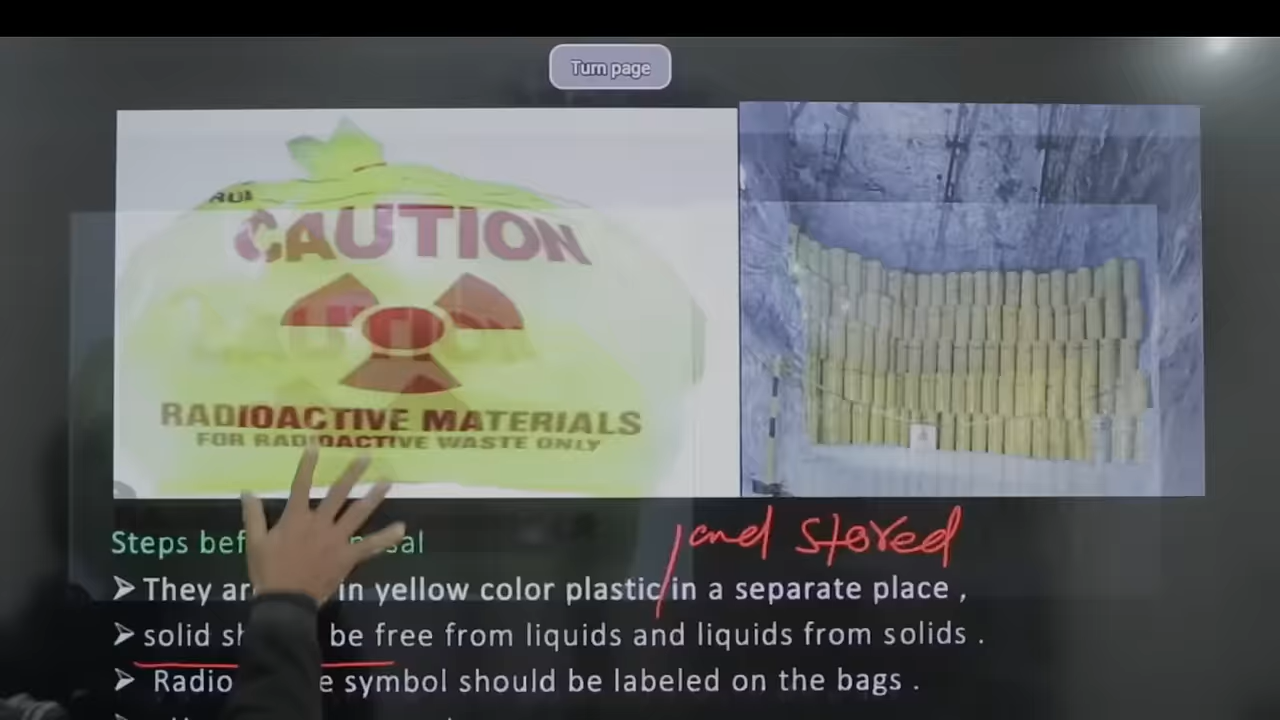 Turn page
RUI
CAUTION
RADIOACTIVE MATERIALS
FOR RADIOACTIVE WASTE ONLY
and stored
Steps bef osal
They ar in yellow color plastic/in a separate place ,
solid sh be free from liquids and liquids from solids .
Radio e symbol should be labeled on the bags .